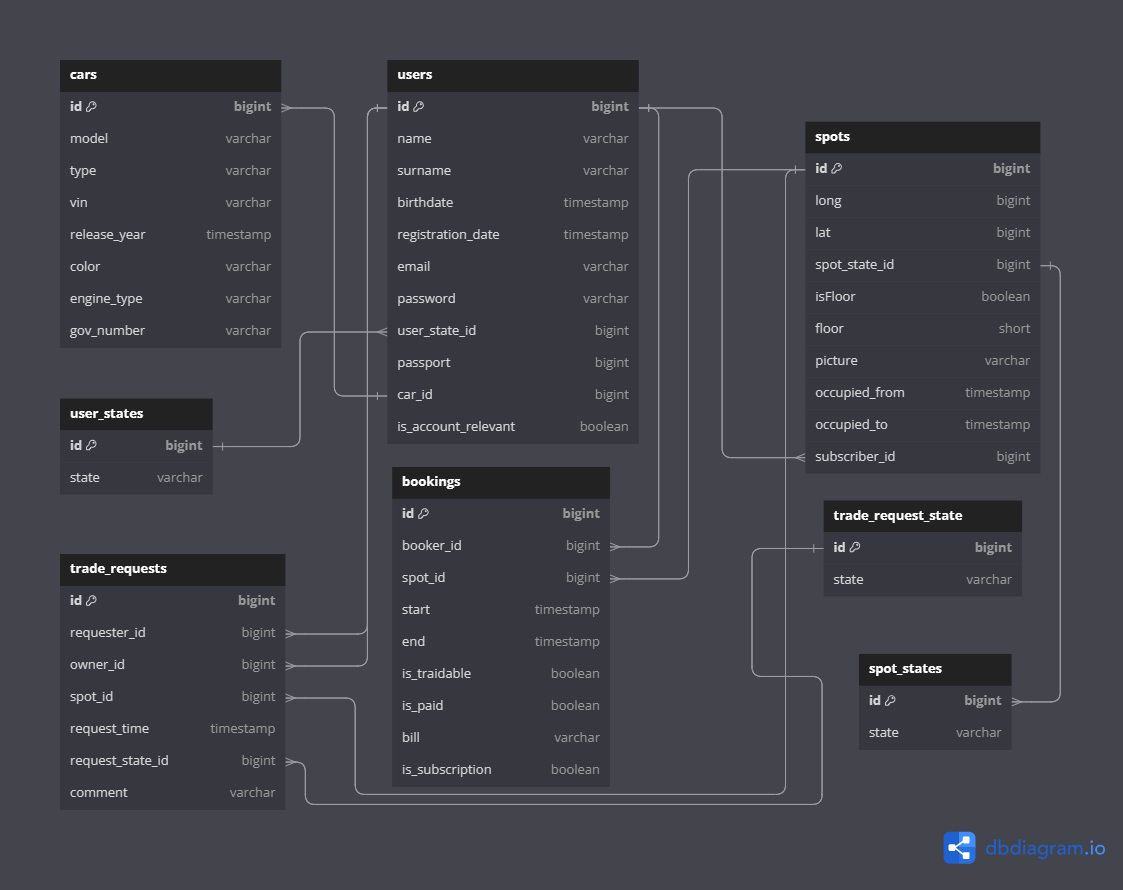 cars
id bigint
model varchar
type varchar
vin varchar
release_year timestamp
color varchar
engine_type varchar
gov_number varchar
users
id bigint
name varchar
surname varchar
birthdate timestamp
registration_date timestamp
email varchar
password varchar
user_state_id bigint
passport bigint
car_id bigint
is_account_relevant boolean
spots
id bigint
long bigint
lat bigint
spot_state_id bigint
isFloor boolean
floor short
picture varchar
occupied_from timestamp
occupied_to timestamp
subscriber_id bigint
user_states
id bigint
state varchar
bookings
id bigint
booker_id bigint
spot_id bigint
start timestamp
end timestamp
is_traidable boolean
is_paid boolean
bill varchar
is_subscription boolean
trade_request_state
id bigint
state varchar
trade_requests
id bigint
requester_id bigint
owner_id bigint
spot_id bigint
request_time timestamp
request_state_id bigint
comment varchar
spot_states
id bigint
state varchar
dbdiagram.io